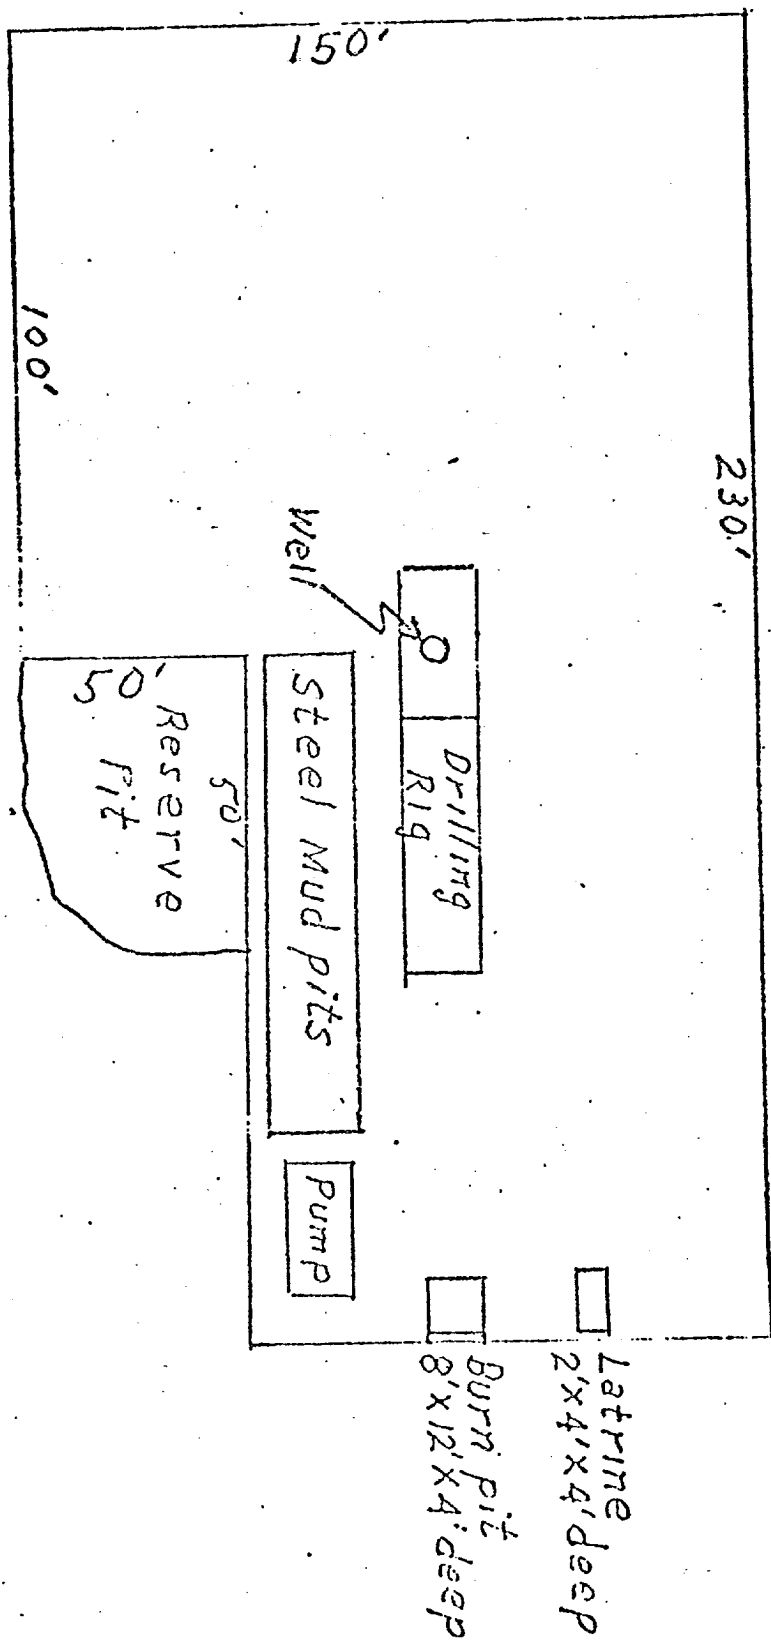 150'
230'
100'
Well
Drilling
Rig
Steel Mud pits
50'
50'
Reserve
Pit
Pump
Latrine
2'x4'x4'deep
Burn pit
8'x12'x4'deep